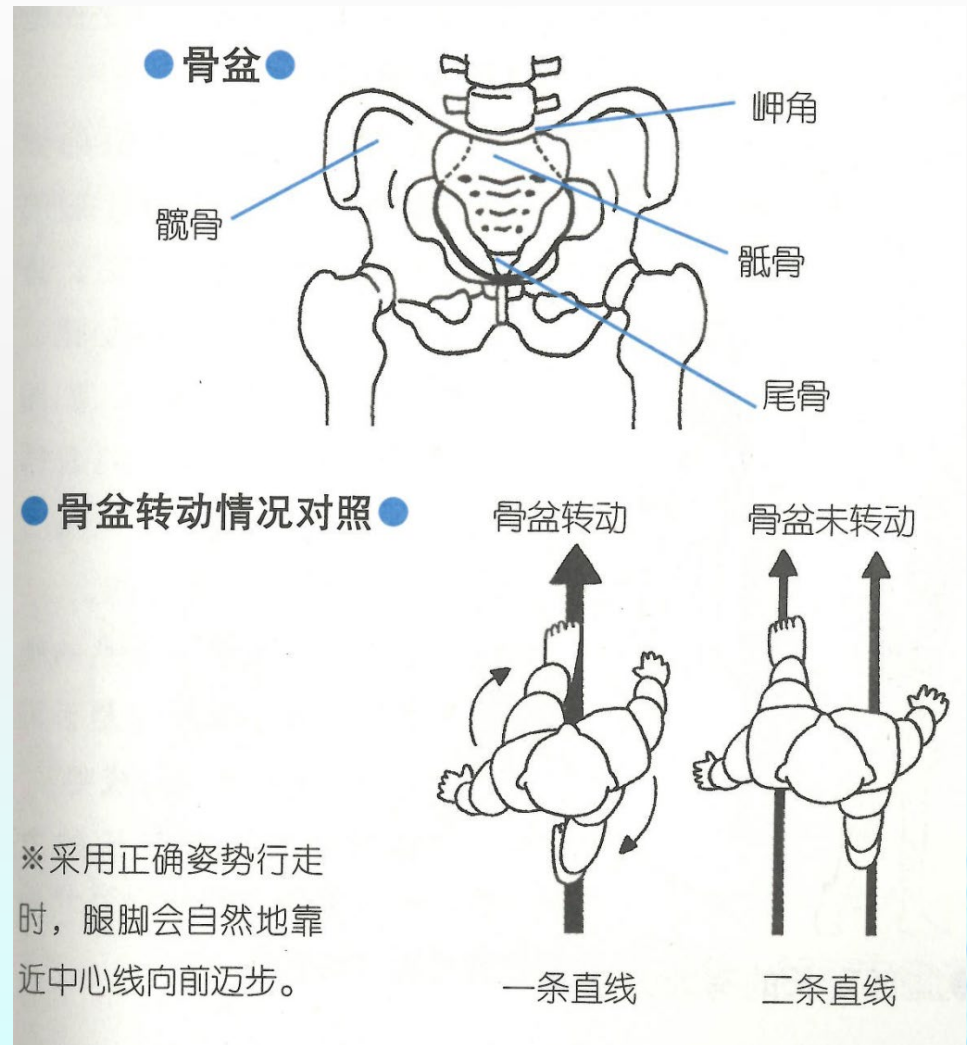 ●骨盆●
岬角
髋骨
骶骨
尾骨
●骨盆转动情况对照●
骨盆转动
骨盆未转动
※采用正确姿势行走
时，腿脚会自然地靠
近中心线向前迈步。
一条直线
二条直线